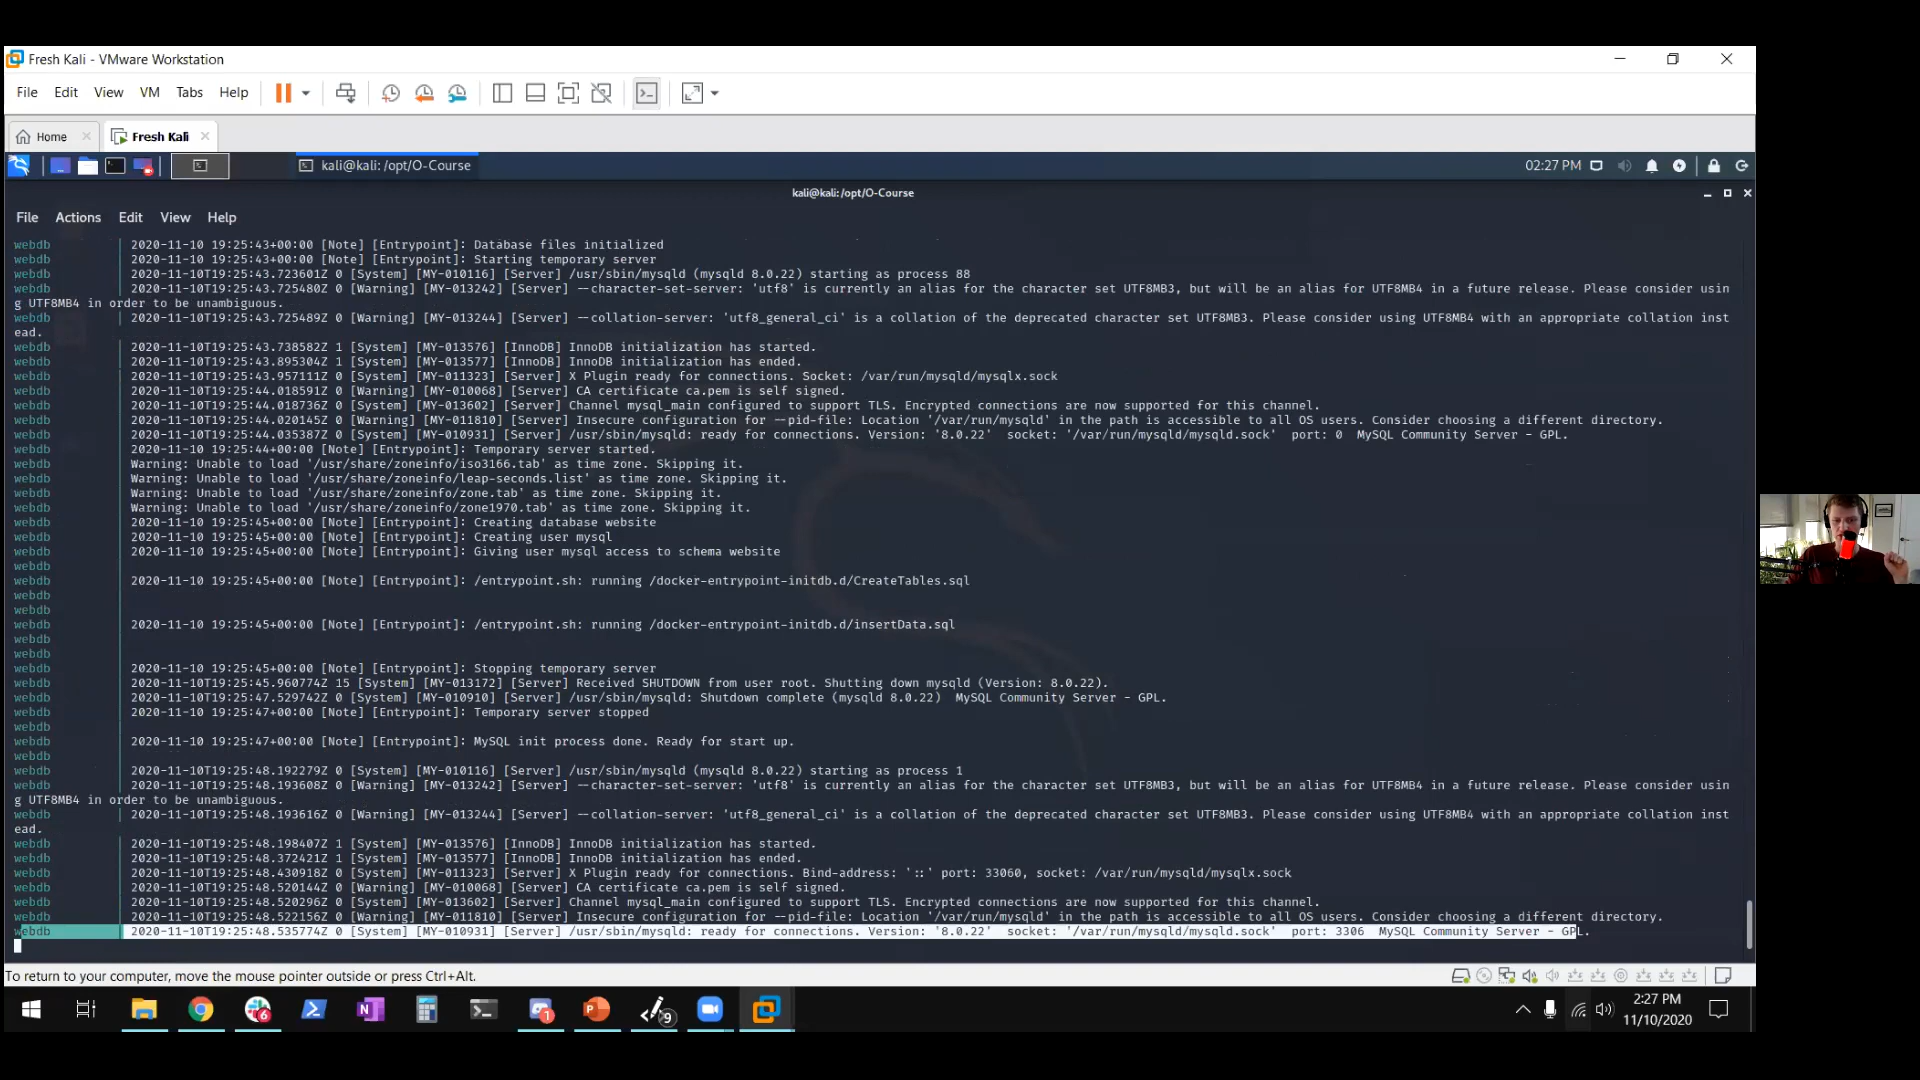 Fresh Kali - VMware Workstation
File Edit View VM Tabs Help
Home
Fresh Kali
kali@kali: /opt/O-Course
02:27 PM
kali@kali: /opt/O-Course
File Actions Edit View Help
webdb | 2020-11-10 19:25:43+00:00 [Note] [Entrypoint]: Database files initialized
webdb | 2020-11-10 19:25:43+00:00 [Note] [Entrypoint]: Starting temporary server
webdb | 2020-11-10T19:25:43.723601Z 0 [System] [MY-010116] [Server] /usr/sbin/mysqld (mysqld 8.0.22) starting as process 88
webdb | 2020-11-10T19:25:43.725480Z 0 [Warning] [MY-013242] [Server] --character-set-server: 'utf8' is currently an alias for the character set UTF8MB3, but will be an alias for UTF8MB4 in a future release. Please consider usin
g UTF8MB4 in order to be unambiguous.
webdb | 2020-11-10T19:25:43.725489Z 0 [Warning] [MY-013244] [Server] --collation-server: 'utf8_general_ci' is a collation of the deprecated character set UTF8MB3. Please consider using UTF8MB4 with an appropriate collation inst
ead.
webdb | 2020-11-10T19:25:43.738582Z 1 [System] [MY-013576] [InnoDB] InnoDB initialization has started.
webdb | 2020-11-10T19:25:43.895304Z 1 [System] [MY-013577] [InnoDB] InnoDB initialization has ended.
webdb | 2020-11-10T19:25:43.957111Z 0 [System] [MY-011323] [Server] X Plugin ready for connections. Socket: /var/run/mysqld/mysqlx.sock
webdb | 2020-11-10T19:25:44.018591Z 0 [Warning] [MY-010068] [Server] CA certificate ca.pem is self signed.
webdb | 2020-11-10T19:25:44.018736Z 0 [System] [MY-013602] [Server] Channel mysql_main configured to support TLS. Encrypted connections are now supported for this channel.
webdb | 2020-11-10T19:25:44.020145Z 0 [Warning] [MY-011810] [Server] Insecure configuration for --pid-file: Location '/var/run/mysqld' in the path is accessible to all OS users. Consider choosing a different directory.
webdb | 2020-11-10T19:25:44.035387Z 0 [System] [MY-010931] [Server] /usr/sbin/mysqld: ready for connections. Version: '8.0.22' socket: '/var/run/mysqld/mysqld.sock' port: 0 MySQL Community Server - GPL.
webdb | 2020-11-10 19:25:44+00:00 [Note] [Entrypoint]: Temporary server started.
webdb | Warning: Unable to load '/usr/share/zoneinfo/iso3166.tab' as time zone. Skipping it.
webdb | Warning: Unable to load '/usr/share/zoneinfo/leap-seconds.list' as time zone. Skipping it.
webdb | Warning: Unable to load '/usr/share/zoneinfo/zone.tab' as time zone. Skipping it.
webdb | Warning: Unable to load '/usr/share/zoneinfo/zone1970.tab' as time zone. Skipping it.
webdb | 2020-11-10 19:25:45+00:00 [Note] [Entrypoint]: Creating database website
webdb | 2020-11-10 19:25:45+00:00 [Note] [Entrypoint]: Creating user mysql
webdb | 2020-11-10 19:25:45+00:00 [Note] [Entrypoint]: Giving user mysql access to schema website
webdb |
webdb | 2020-11-10 19:25:45+00:00 [Note] [Entrypoint]: /entrypoint.sh: running /docker-entrypoint-initdb.d/CreateTables.sql
webdb |
webdb |
webdb | 2020-11-10 19:25:45+00:00 [Note] [Entrypoint]: /entrypoint.sh: running /docker-entrypoint-initdb.d/insertData.sql
webdb |
webdb |
webdb | 2020-11-10 19:25:45+00:00 [Note] [Entrypoint]: Stopping temporary server
webdb | 2020-11-10T19:25:45.960774Z 15 [System] [MY-013172] [Server] Received SHUTDOWN from user root. Shutting down mysqld (Version: 8.0.22).
webdb | 2020-11-10T19:25:47.529742Z 0 [System] [MY-010910] [Server] /usr/sbin/mysqld: Shutdown complete (mysqld 8.0.22) MySQL Community Server - GPL.
webdb | 2020-11-10 19:25:47+00:00 [Note] [Entrypoint]: Temporary server stopped
webdb |
webdb | 2020-11-10 19:25:47+00:00 [Note] [Entrypoint]: MySQL init process done. Ready for start up.
webdb |
webdb | 2020-11-10T19:25:48.192279Z 0 [System] [MY-010116] [Server] /usr/sbin/mysqld (mysqld 8.0.22) starting as process 1
webdb | 2020-11-10T19:25:48.193608Z 0 [Warning] [MY-013242] [Server] --character-set-server: 'utf8' is currently an alias for the character set UTF8MB3, but will be an alias for UTF8MB4 in a future release. Please consider usin
g UTF8MB4 in order to be unambiguous.
webdb | 2020-11-10T19:25:48.193616Z 0 [Warning] [MY-013244] [Server] --collation-server: 'utf8_general_ci' is a collation of the deprecated character set UTF8MB3. Please consider using UTF8MB4 with an appropriate collation inst
ead.
webdb | 2020-11-10T19:25:48.198407Z 1 [System] [MY-013576] [InnoDB] InnoDB initialization has started.
webdb | 2020-11-10T19:25:48.372421Z 1 [System] [MY-013577] [InnoDB] InnoDB initialization has ended.
webdb | 2020-11-10T19:25:48.430918Z 0 [System] [MY-011323] [Server] X Plugin ready for connections. Bind-address: '::' port: 33060, socket: /var/run/mysqld/mysqlx.sock
webdb | 2020-11-10T19:25:48.520144Z 0 [Warning] [MY-010068] [Server] CA certificate ca.pem is self signed.
webdb | 2020-11-10T19:25:48.520296Z 0 [System] [MY-013602] [Server] Channel mysql_main configured to support TLS. Encrypted connections are now supported for this channel.
webdb | 2020-11-10T19:25:48.522156Z 0 [Warning] [MY-011810] [Server] Insecure configuration for --pid-file: Location '/var/run/mysqld' in the path is accessible to all OS users. Consider choosing a different directory.
webdb | 2020-11-10T19:25:48.535774Z 0 [System] [MY-010931] [Server] /usr/sbin/mysqld: ready for connections. Version: '8.0.22' socket: '/var/run/mysqld/mysqld.sock' port: 3306 MySQL Community Server - GPL.
To return to your computer, move the mouse pointer outside or press Ctrl+Alt.
6
1
9
2:27 PM
11/10/2020